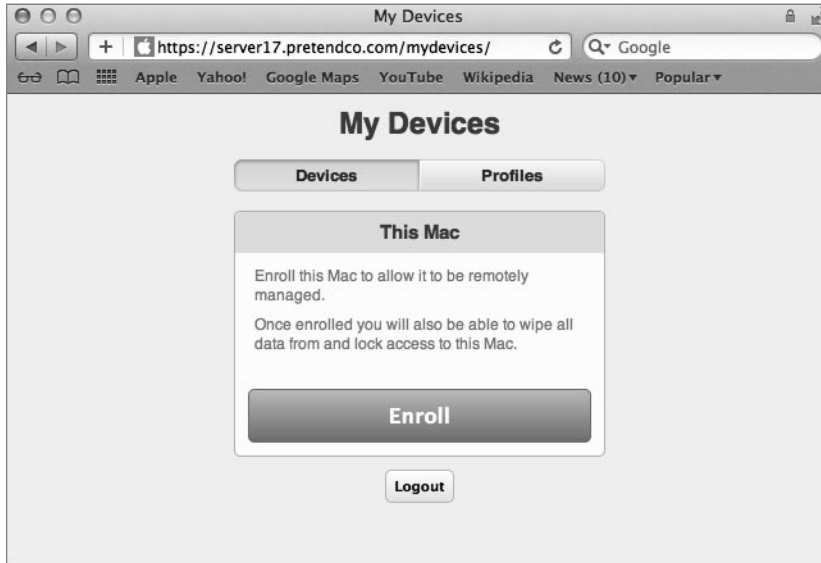 My Devices
https://server17.pretendco.com/mydevices/ Google
Apple Yahoo! Google Maps YouTube Wikipedia News (10)▾ Popular▾
My Devices
Devices Profiles
This Mac
Enroll this Mac to allow it to be remotely
managed.
Once enrolled you will also be able to wipe all
data from and lock access to this Mac.
Enroll
Logout